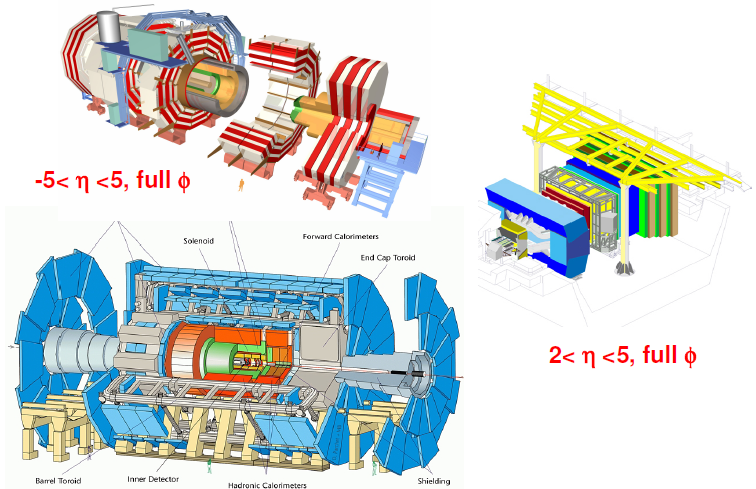 -5< η <5, full ϕ
Forward Calorimeters
Solenoid
End Cap Toroid
2< η <5, full ϕ
Barrel Toroid
Inner Detector
Hadronic Calorimeters
Shielding